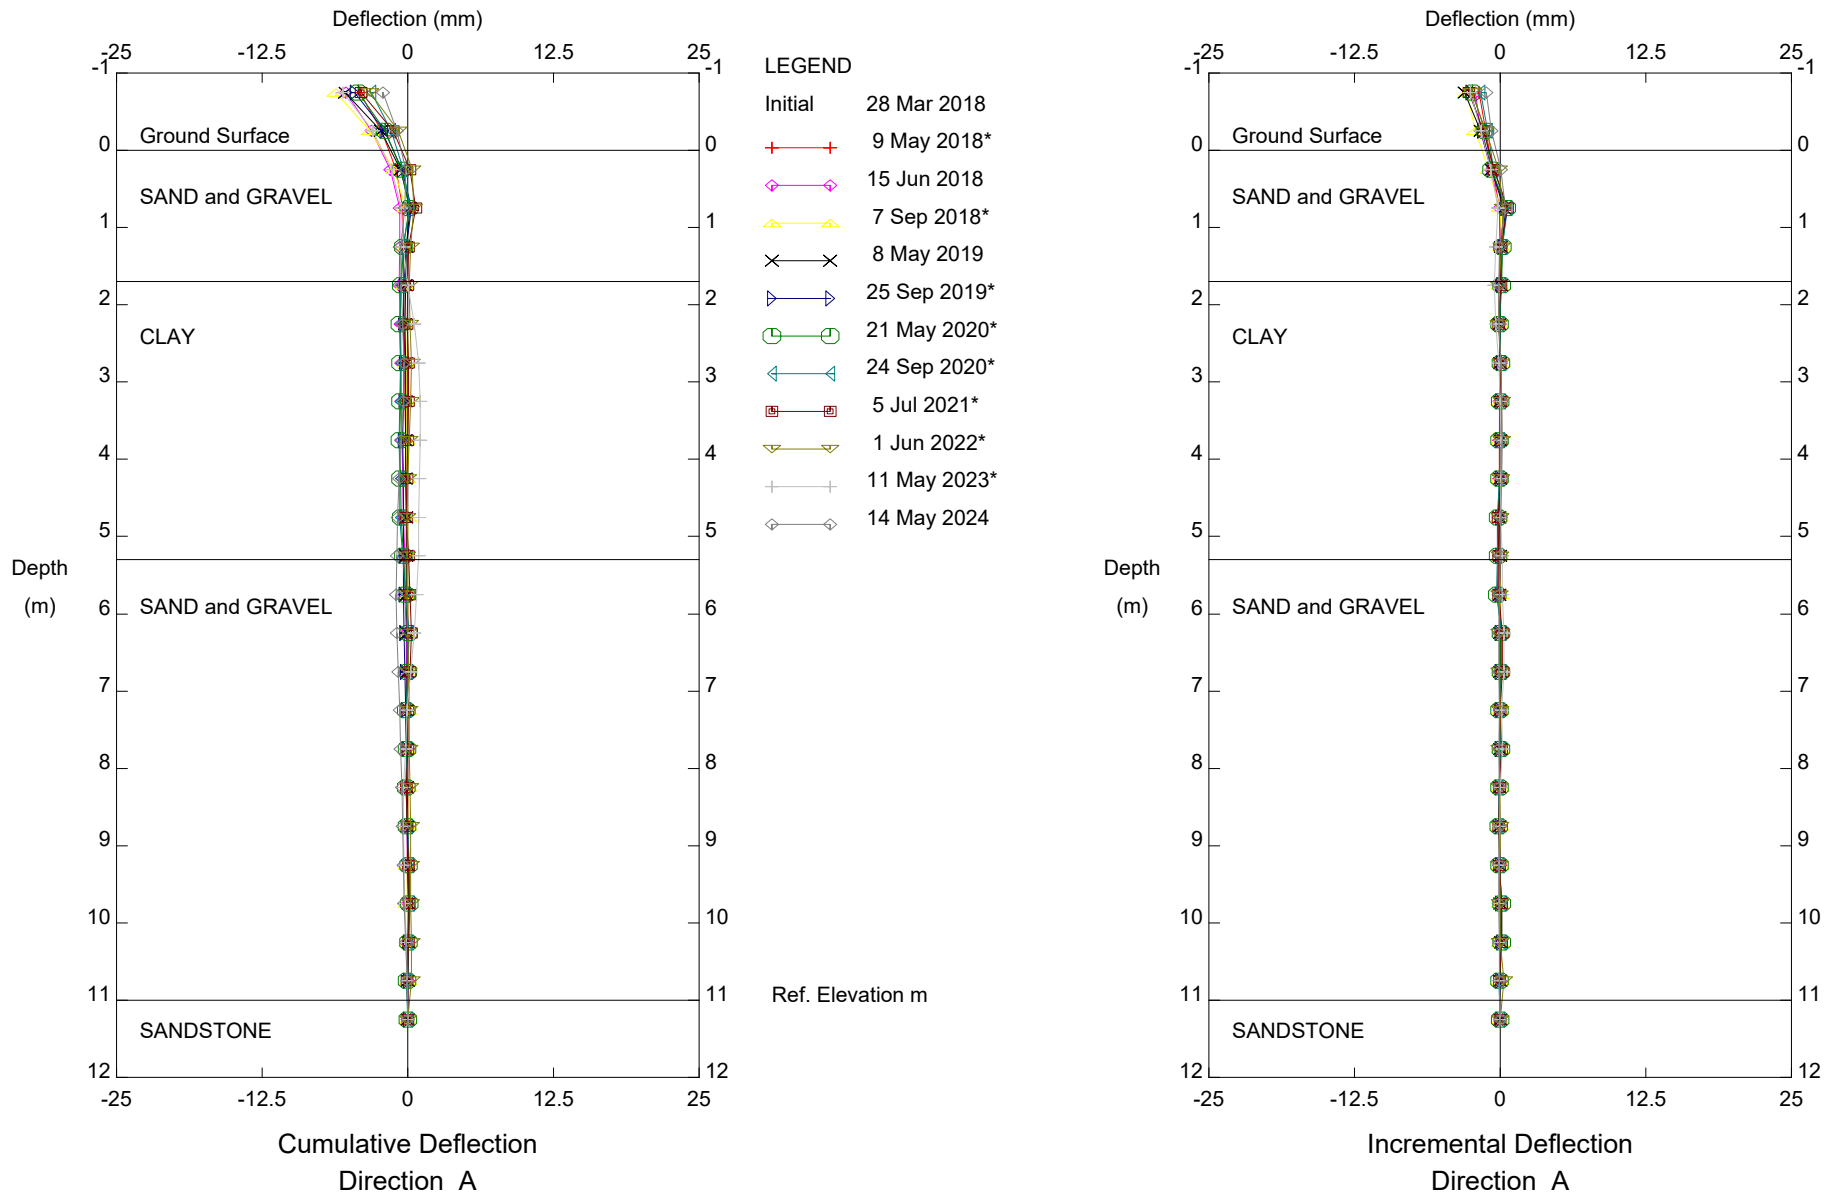 Deflection (mm)
-25 -12.5 0 12.5 25
-1 -1
Ground Surface
0 0
SAND and GRAVEL
1 1
2 2
CLAY
3 3
4 4
5 5
Depth
(m)
SAND and GRAVEL
6 6
7 7
8 8
9 9
10 10
11 11
SANDSTONE
12 12
-25 -12.5 0 12.5 25
Cumulative Deflection
Direction A
LEGEND
Initial 28 Mar 2018
9 May 2018*
15 Jun 2018
7 Sep 2018*
8 May 2019
25 Sep 2019*
21 May 2020*
24 Sep 2020*
5 Jul 2021*
1 Jun 2022*
11 May 2023*
14 May 2024
Ref. Elevation m
Deflection (mm)
-25 -12.5 0 12.5 25
-1 -1
Ground Surface
0 0
SAND and GRAVEL
1 1
2 2
CLAY
3 3
4 4
5 5
Depth
(m)
SAND and GRAVEL
6 6
7 7
8 8
9 9
10 10
11 11
SANDSTONE
12 12
-25 -12.5 0 12.5 25
Incremental Deflection
Direction A